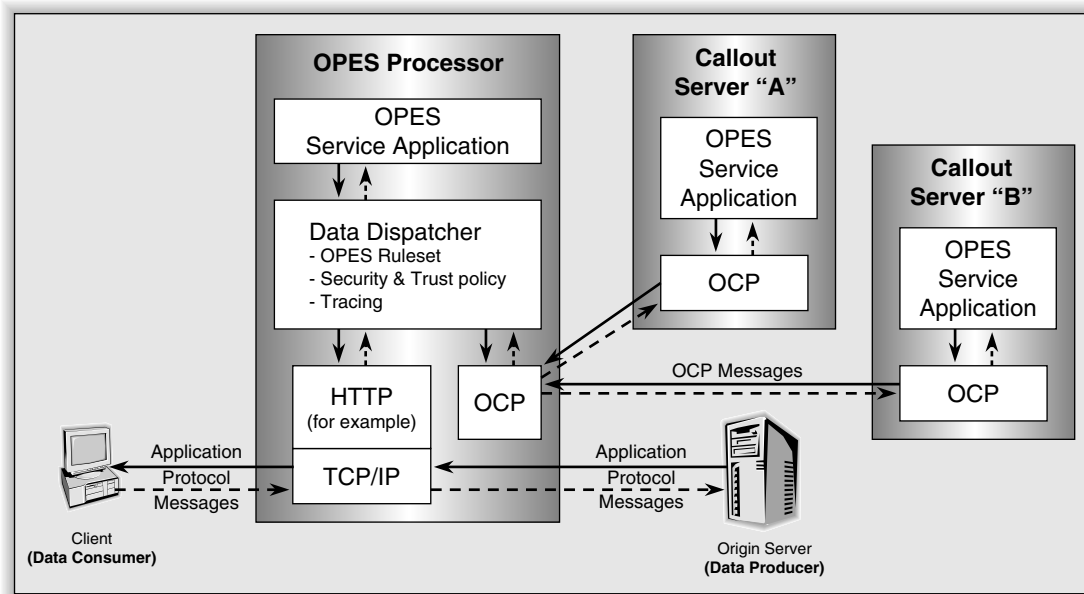 OPES Processor
OPES
Service Application
Data Dispatcher
- OPES Ruleset
- Security & Trust policy
- Tracing
HTTP
(for example)
TCP/IP
OCP
Callout
Server “A”
OPES
Service
Application
OCP
Callout
Server “B”
OPES
Service
Application
OCP
OCP Messages
Application
Protocol
Messages
Application
Protocol
Messages
Client
(Data Consumer)
Origin Server
(Data Producer)